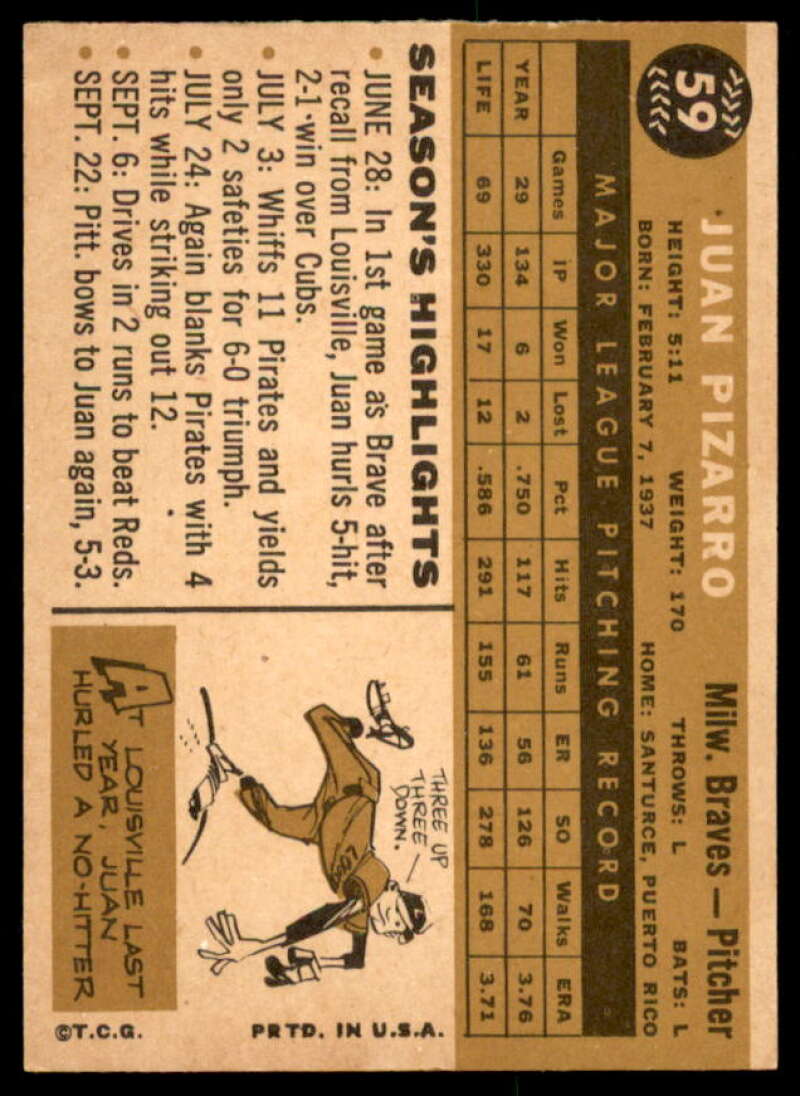 59
JUAN PIZARRO
Milw. Braves — Pitcher
HEIGHT: 5:11 WEIGHT: 170 THROWS: L BATS: L
BORN: FEBRUARY 7, 1937 HOME: SANTURCE, PUERTO RICO
MAJOR LEAGUE PITCHING RECORD
Games IP Won Lost Pct Hits Runs ER SO Walks ERA
YEAR 29 134 6 2 .750 117 61 56 126 70 3.76
LIFE 69 330 17 12 .586 291 155 136 278 168 3.71
SEASON'S HIGHLIGHTS
• JUNE 28: In 1st game as Brave after
recall from Louisville, Juan hurls 5-hit,
2-1 win over Cubs.
• JULY 3: Whiffs 11 Pirates and yields
only 2 safeties for 6-0 triumph.
• JULY 24: Again blanks Pirates with 4
hits while striking out 12.
• SEPT. 6: Drives in 2 runs to beat Reds.
• SEPT. 22: Pitt. bows to Juan again, 5-3.
THREE UP
THREE
DOWN.
AT LOUISVILLE LAST
YEAR, JUAN
HURLED A NO-HITTER
©T.C.G. PRTD. IN U.S.A.